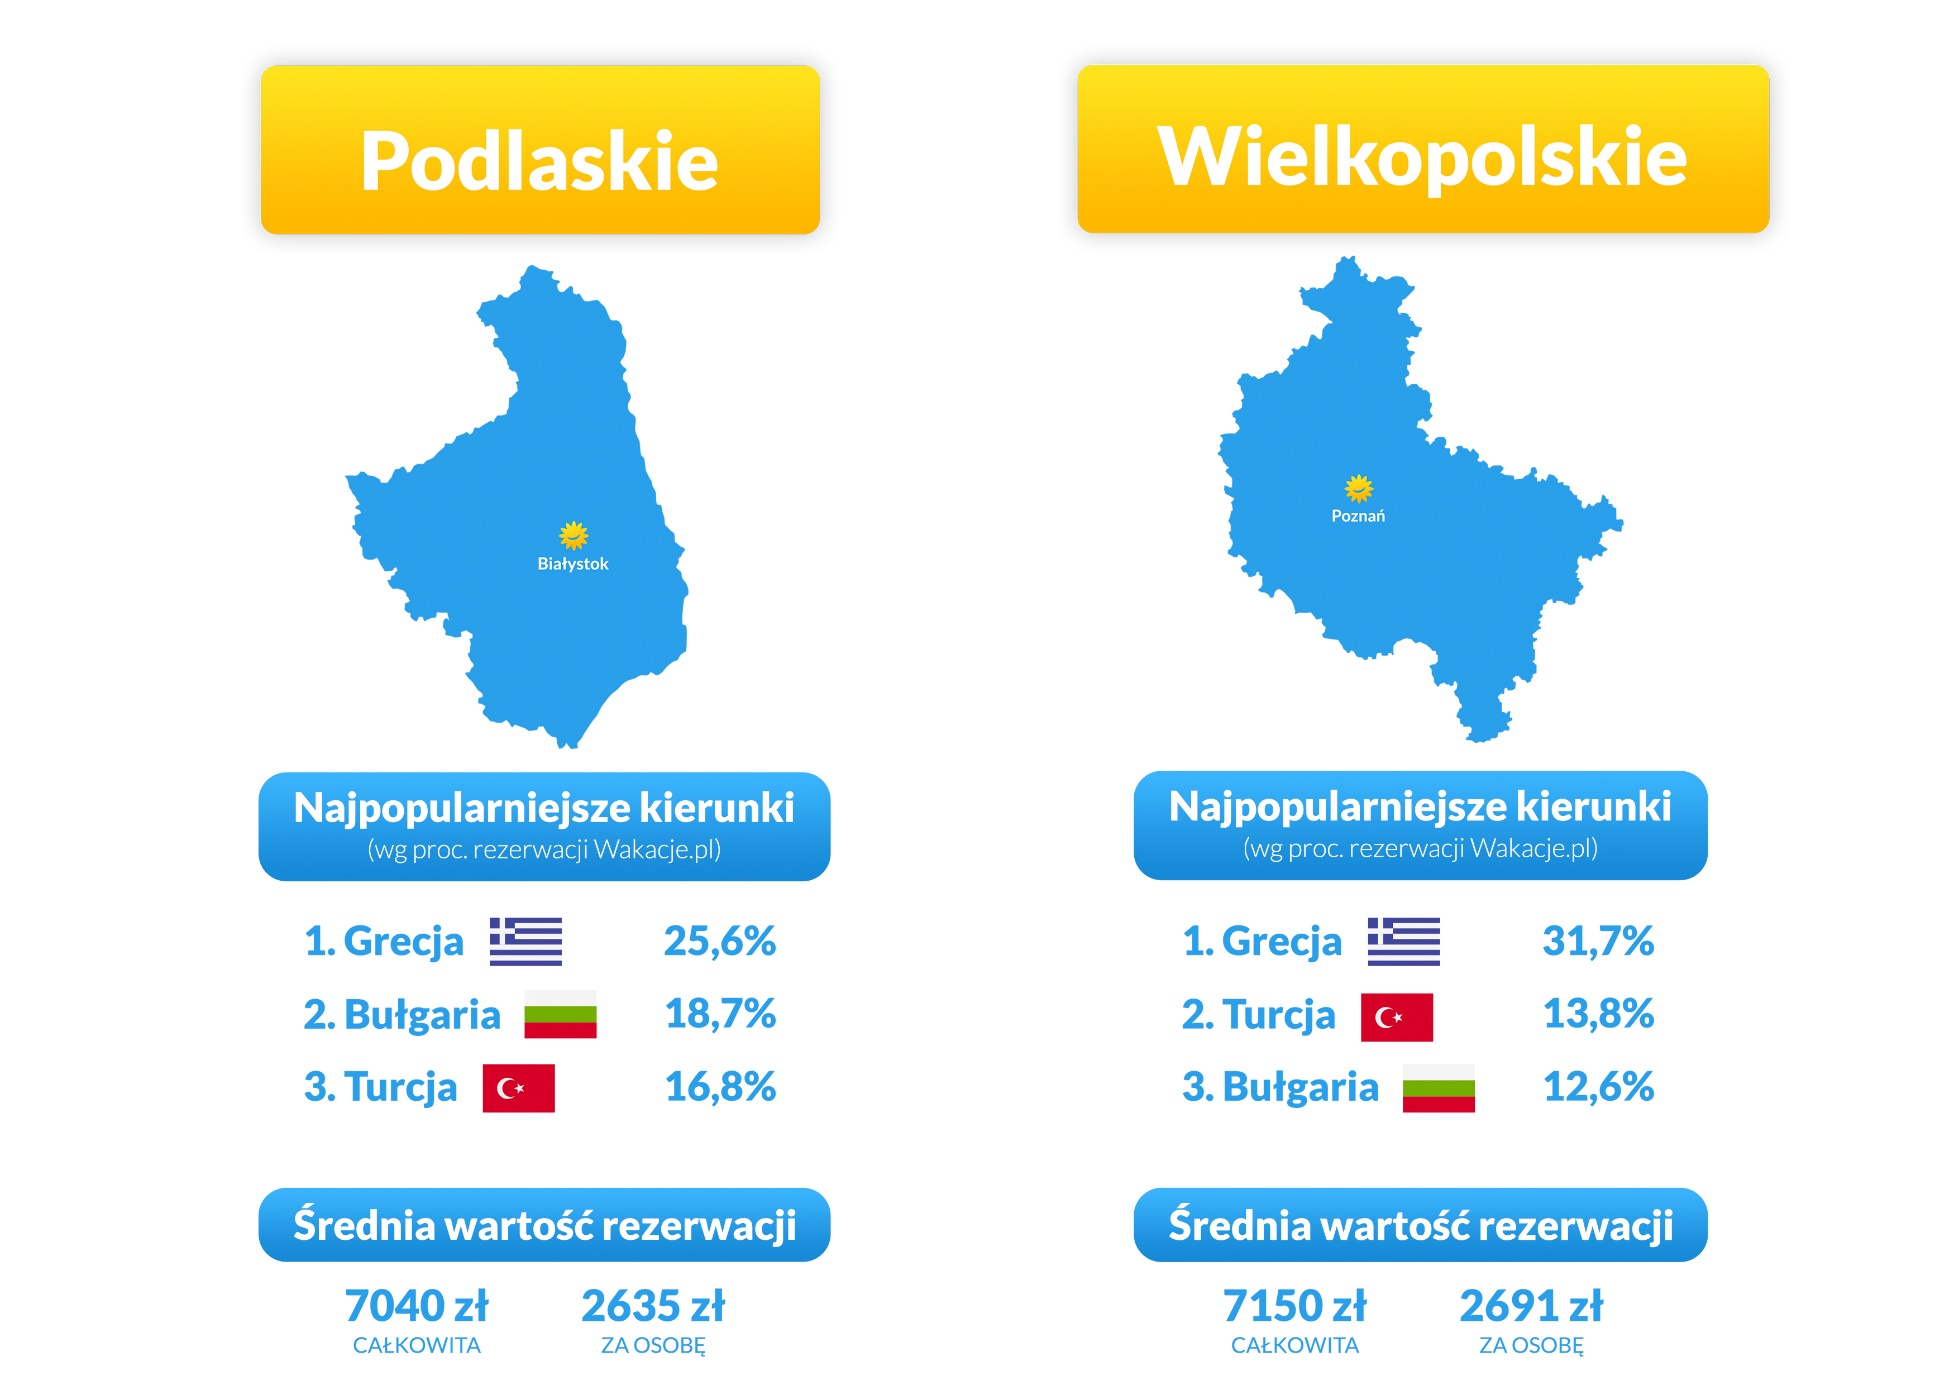 Podlaskie
Białystok
Najpopularniejsze kierunki
(wg proc. rezerwacji Wakacje.pl)
1. Grecja 25,6%
2. Bułgaria 18,7%
3. Turcja 16,8%
Średnia wartość rezerwacji
7040 zł 2635 zł
CAŁKOWITA ZA OSOBĘ
Wielkopolskie
Poznań
Najpopularniejsze kierunki
(wg proc. rezerwacji Wakacje.pl)
1. Grecja 31,7%
2. Turcja 13,8%
3. Bułgaria 12,6%
Średnia wartość rezerwacji
7150 zł 2691 zł
CAŁKOWITA ZA OSOBĘ